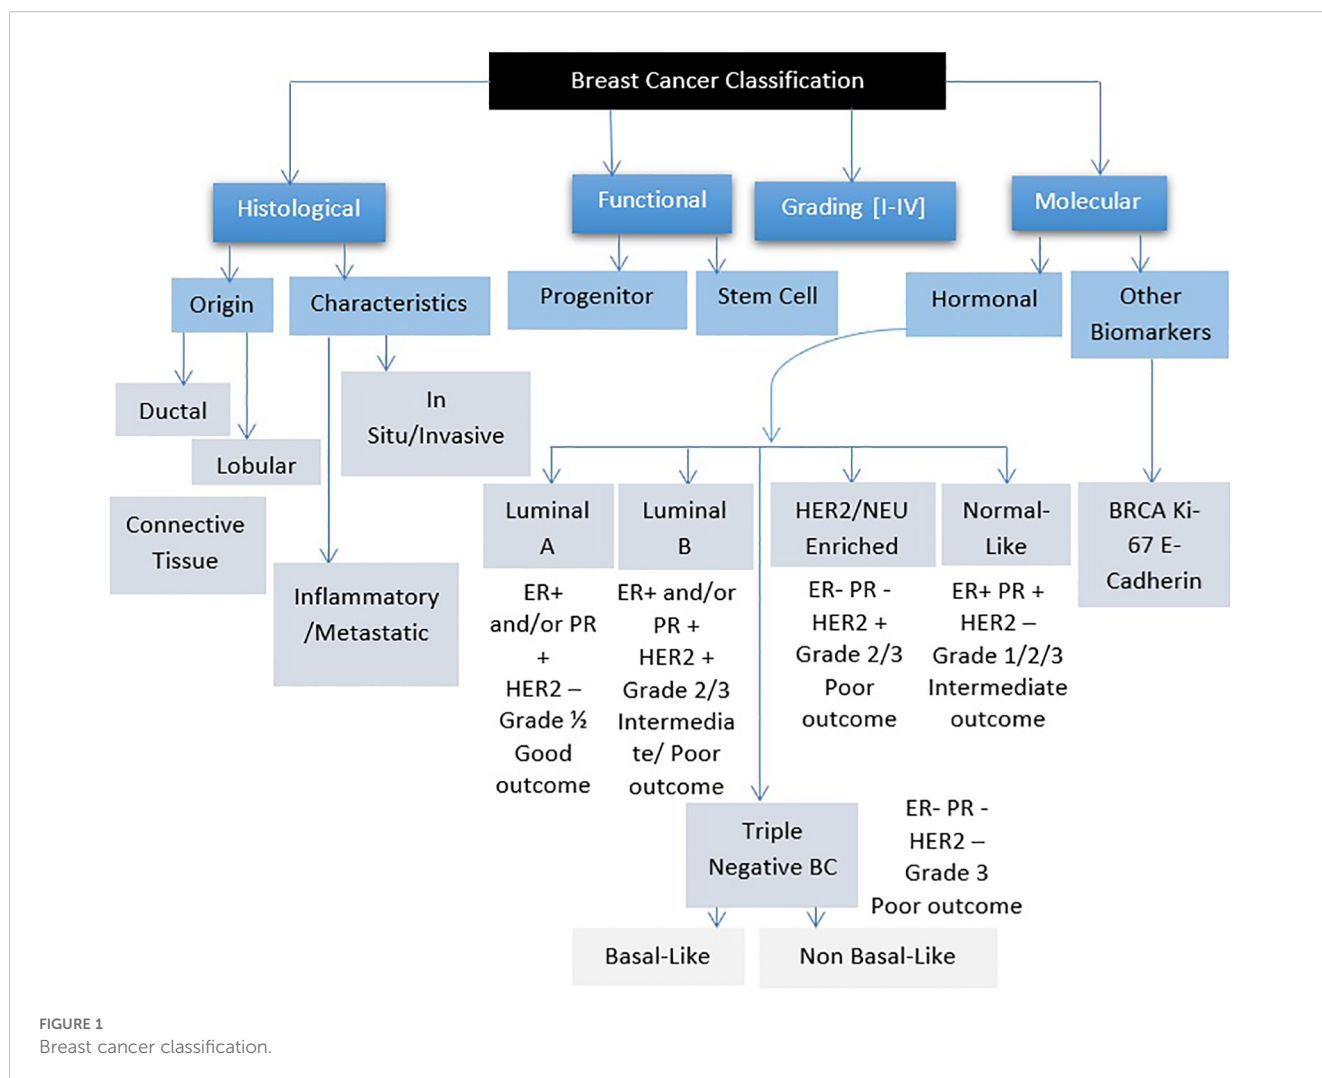 Breast Cancer Classification
Histological
Functional
Grading [I-IV]
Molecular
Origin
Characteristics
Progenitor
Stem Cell
Hormonal
Other
Biomarkers
Ductal
Lobular
Connective
Tissue
In
Situ/Invasive
Inflammatory
/Metastatic
Luminal
A
ER+
and/or PR
+
HER2 –
Grade ½
Good
outcome
Luminal
B
ER+ and/or
PR +
HER2 +
Grade 2/3
Intermedia
te/ Poor
outcome
HER2/NEU
Enriched
ER- PR -
HER2 +
Grade 2/3
Poor
outcome
Normal-
Like
ER+ PR +
HER2 –
Grade 1/2/3
Intermediate
outcome
BRCA Ki-
67 E-
Cadherin
Triple
Negative BC
ER- PR -
HER2 –
Grade 3
Poor outcome
Basal-Like
Non Basal-Like
FIGURE 1
Breast cancer classification.